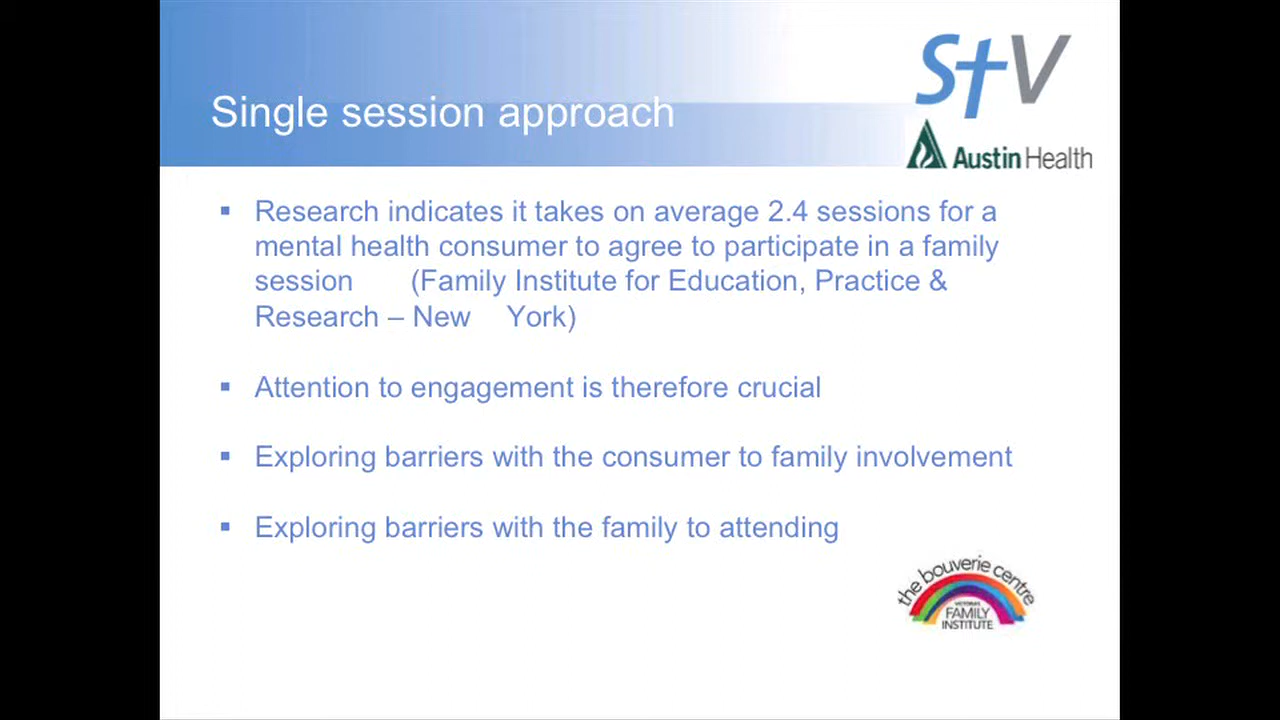 StV
Single session approach
Austin Health
▪ Research indicates it takes on average 2.4 sessions for a
mental health consumer to agree to participate in a family
session (Family Institute for Education, Practice &
Research – New York)
▪ Attention to engagement is therefore crucial
▪ Exploring barriers with the consumer to family involvement
▪ Exploring barriers with the family to attending
the bouverie centre
VICTORIA'S
FAMILY
INSTITUTE